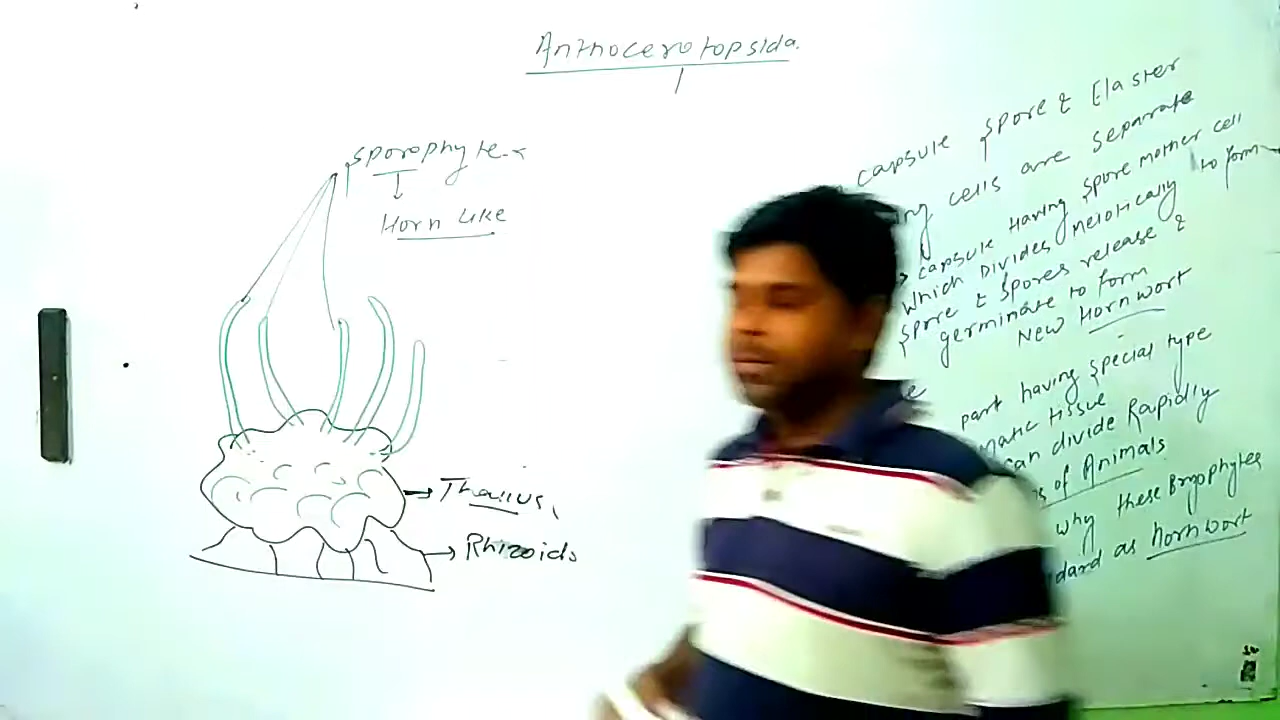 Anthocerotopsida
Sporophyte
Horn Like
Thallus
Rhizoids
capsule spore & Elaster
cells are separate
capsule Having spore mother cell
which Divides Meiotically to form
spore & spores release &
germinate to form
New Hornwort
part having special type
matic tissue
can divide Rapidly
of Animals
why these Bryophytes
dard as hornwort